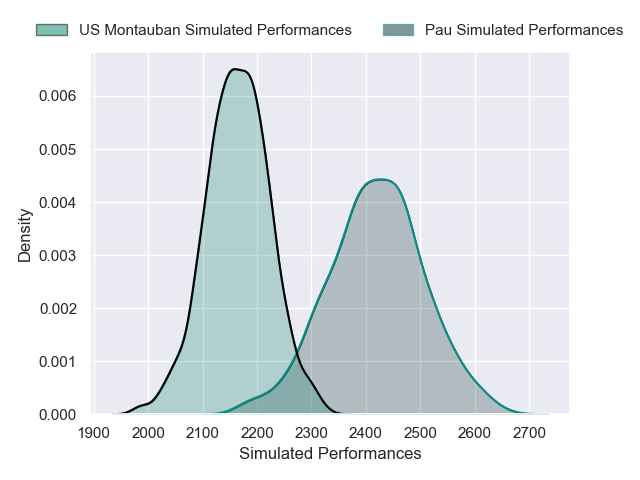 US Montauban Simulated Performances
Pau Simulated Performances
0.006
0.005
0.004
0.003
0.002
0.001
0.000
Density
1900 2000 2100 2200 2300 2400 2500 2600 2700
Simulated Performances